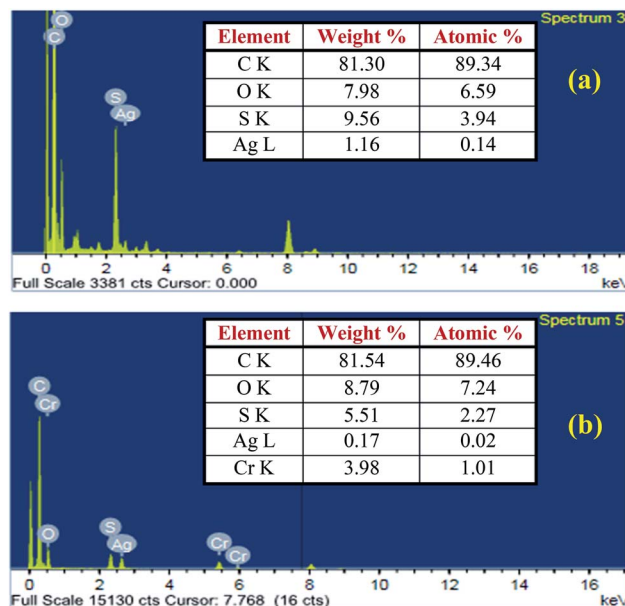 Spectrum 3
O
C
S
Ag
Element Weight % Atomic %
C K 81.30 89.34
O K 7.98 6.59
S K 9.56 3.94
Ag L 1.16 0.14
(a)
0 2 4 6 8 10 12 14 16 18
Full Scale 3381 cts Cursor: 0.000 keV
Spectrum 5
C
Cr
O
S
Ag
Cr
Cr
Element Weight % Atomic %
C K 81.54 89.46
O K 8.79 7.24
S K 5.51 2.27
Ag L 0.17 0.02
Cr K 3.98 1.01
(b)
0 2 4 6 8 10 12 14 16 18
Full Scale 15130 cts Cursor: 7.768 (16 cts) keV